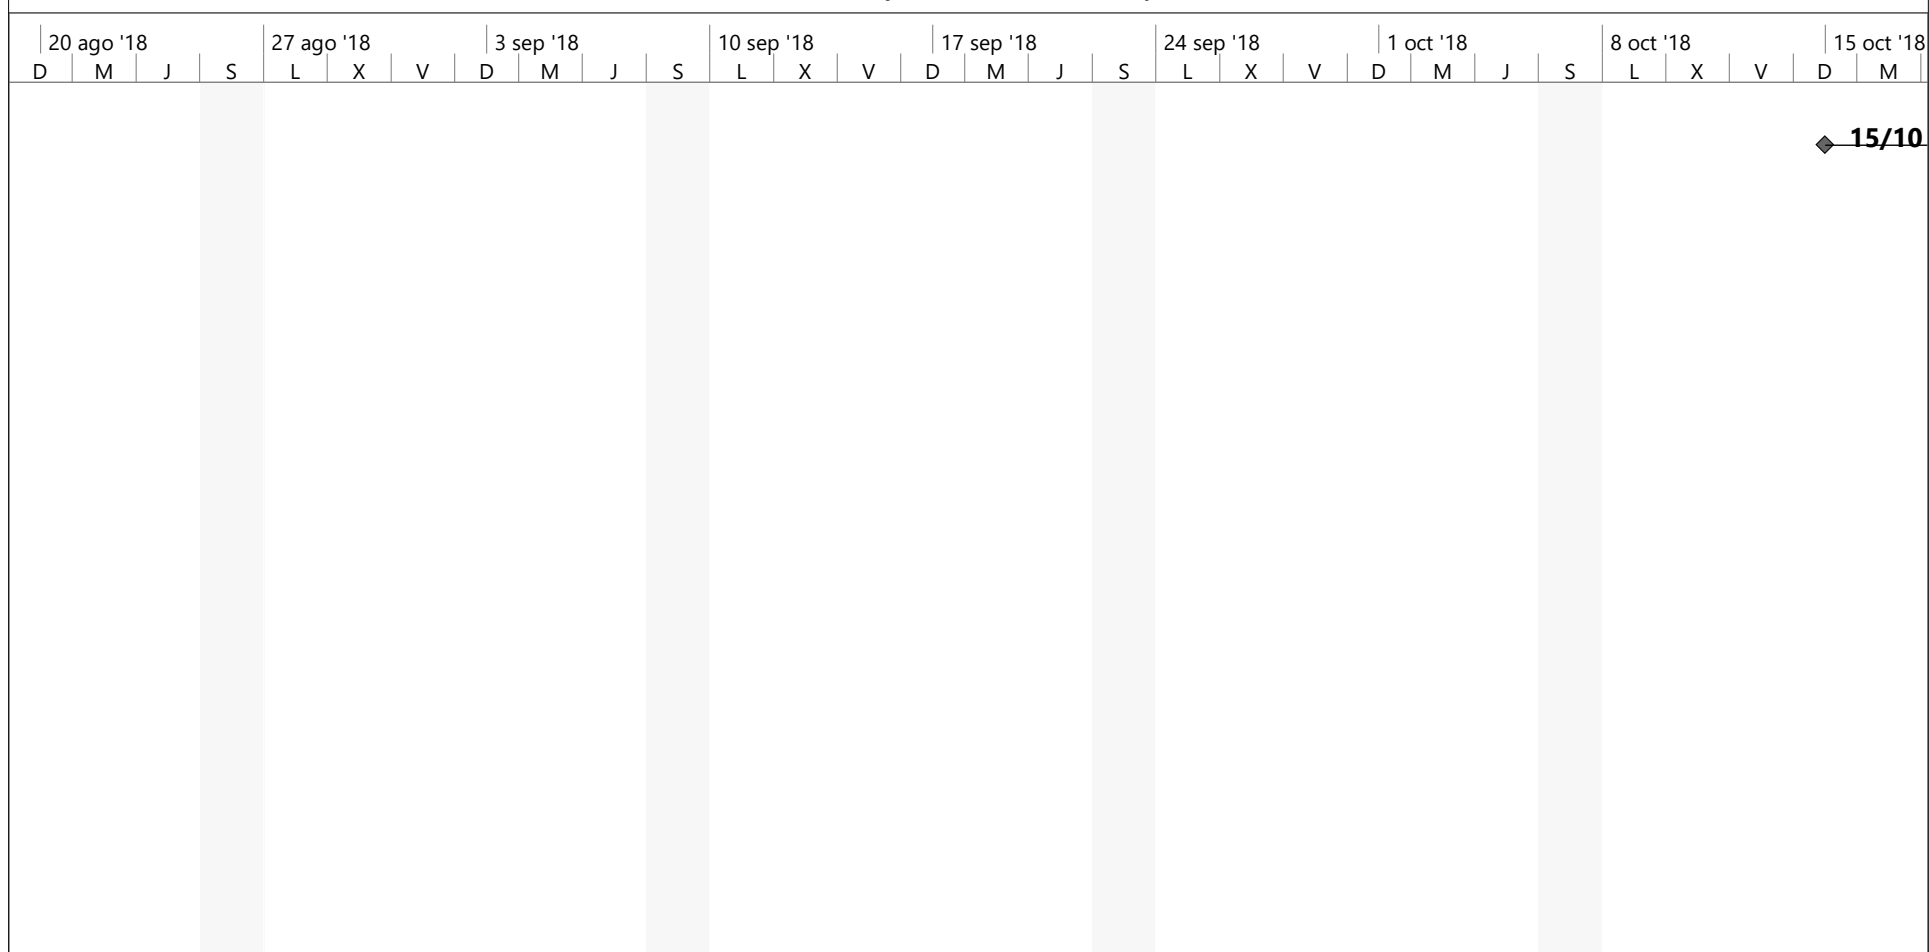 20 ago '18 27 ago '18 3 sep '18 10 sep '18 17 sep '18 24 sep '18 1 oct '18 8 oct '18 15 oct '18
D M J S L X V D M J S L X V D M J S L X V D M J S L X V D M
15/10